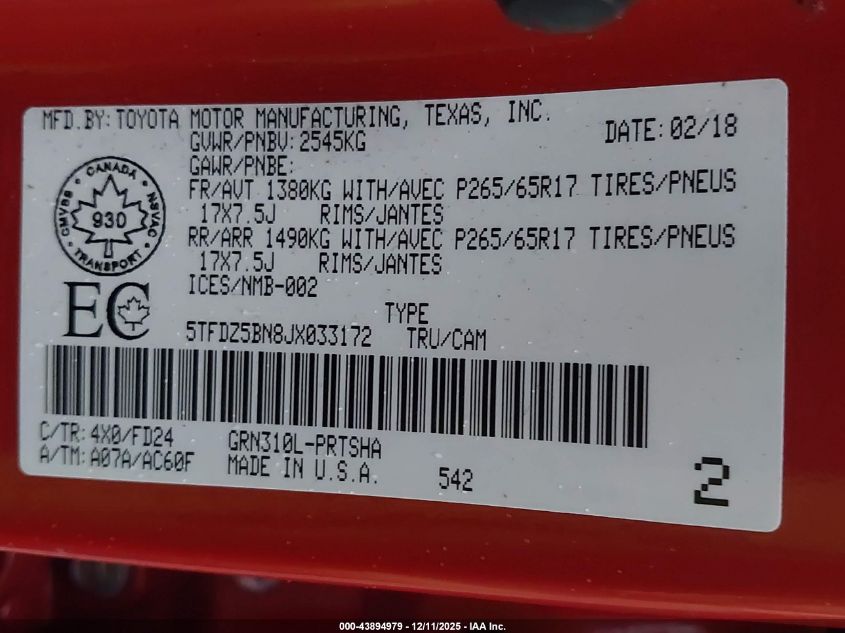 MFD.BY: TOYOTA MOTOR MANUFACTURING, TEXAS, INC.
DATE: 02/18
GVWR/PNBV: 2545KG
GAWR/PNBE:
FR/AVT 1380KG WITH/AVEC P265/65R17 TIRES/PNEUS
17X7.5J RIMS/JANTES
RR/ARR 1490KG WITH/AVEC P265/65R17 TIRES/PNEUS
17X7.5J RIMS/JANTES
ICES/NMB-002
CANADA
CMVSS
930
NSVAC
TRANSPORT
EC
TYPE
5TFDZ5BN8JX033172 TRU/CAM
C/TR: 4X0/FD24 GRN310L-PRTSHA
A/TM: A07A/AC60F MADE IN U.S.A. 542
2
000-43894979 - 12/11/2025 - IAA Inc.